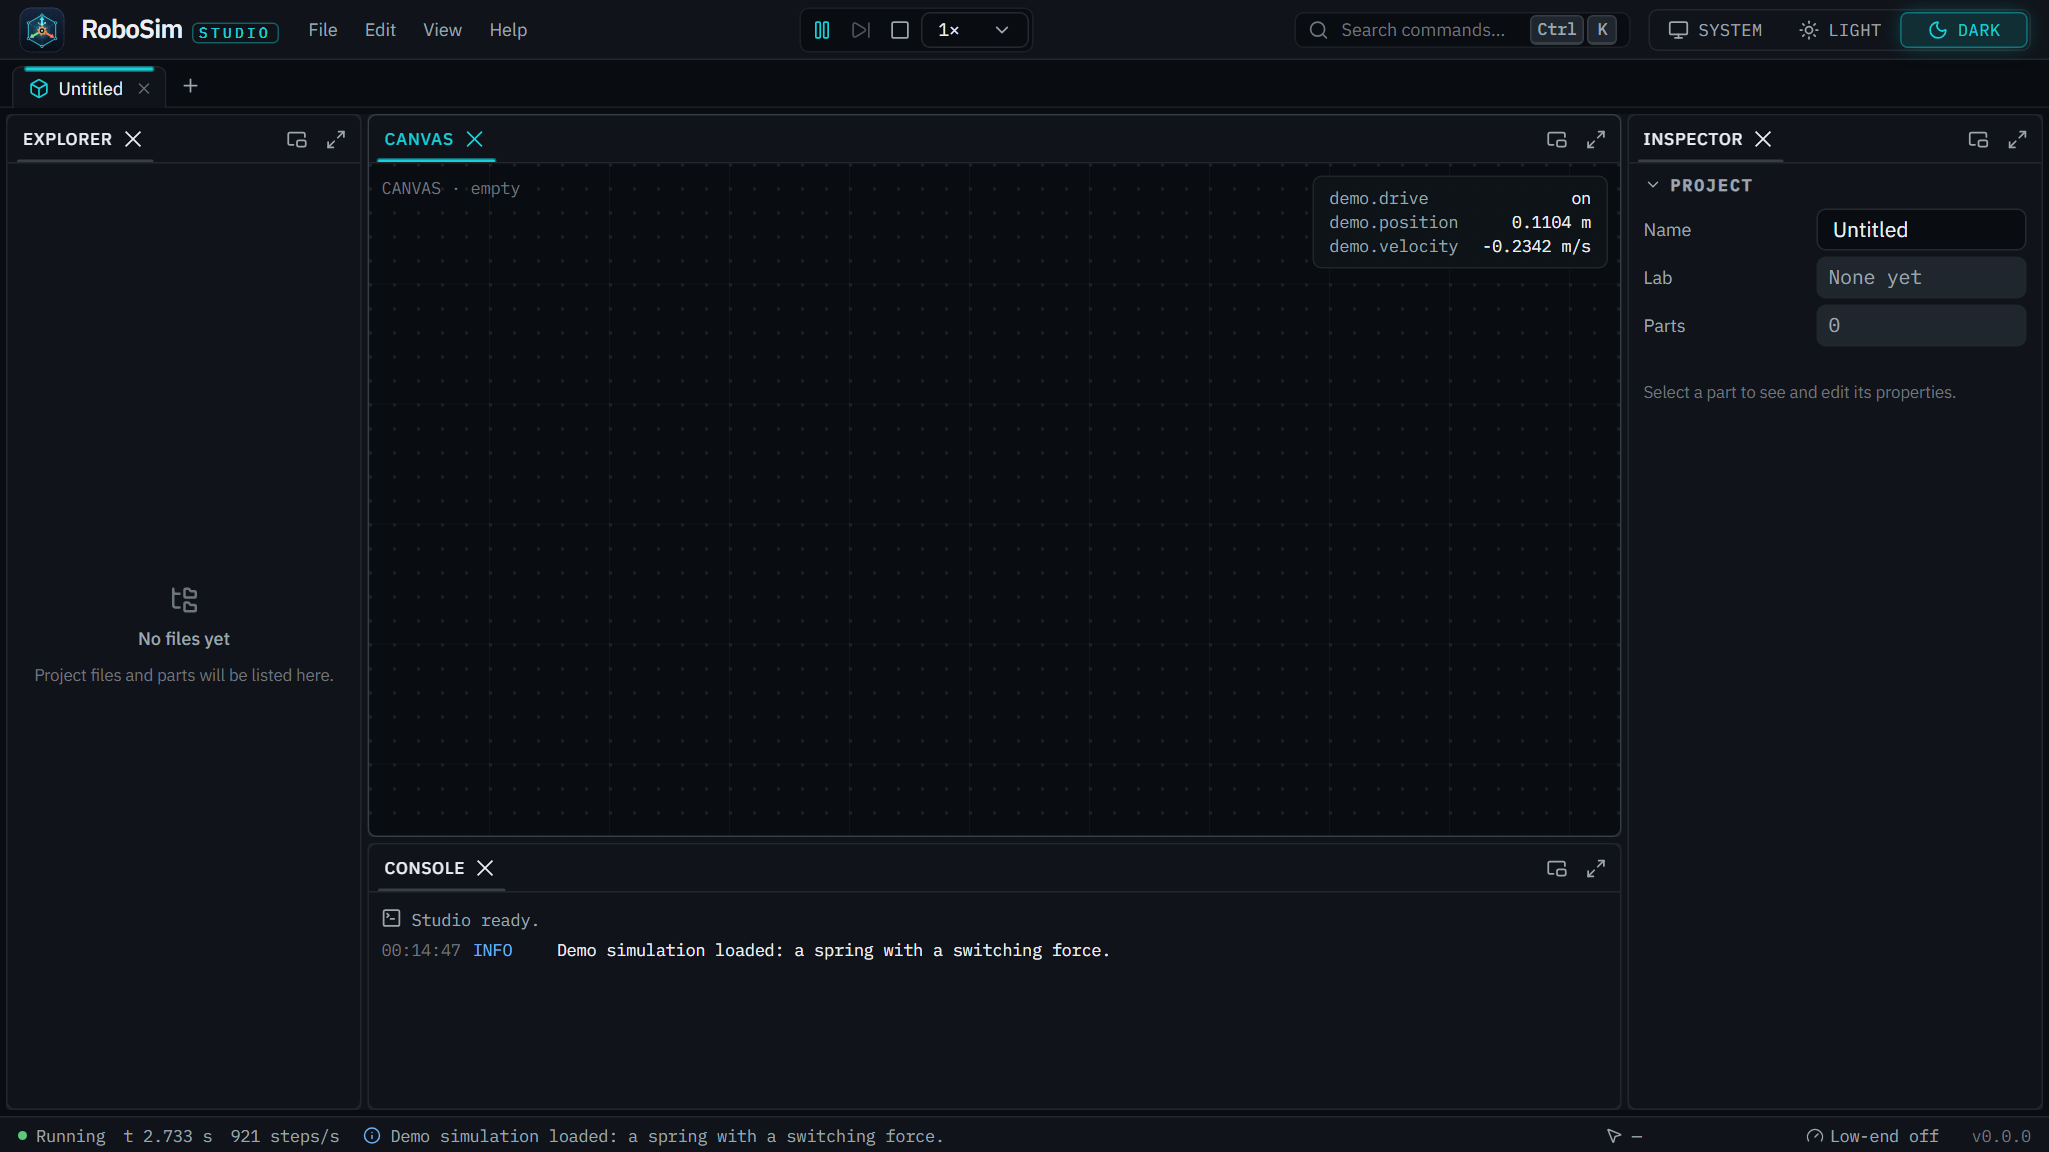 RoboSim STUDIO File Edit View Help 1× Search commands... Ctrl K SYSTEM LIGHT DARK
Untitled
EXPLORER
No files yet
Project files and parts will be listed here.
CANVAS
CANVAS · empty
demo.drive on
demo.position 0.1104 m
demo.velocity -0.2342 m/s
CONSOLE
Studio ready.
00:14:47 INFO Demo simulation loaded: a spring with a switching force.
INSPECTOR
PROJECT
Name Untitled
Lab None yet
Parts 0
Select a part to see and edit its properties.
Running t 2.733 s 921 steps/s Demo simulation loaded: a spring with a switching force. – Low-end off v0.0.0